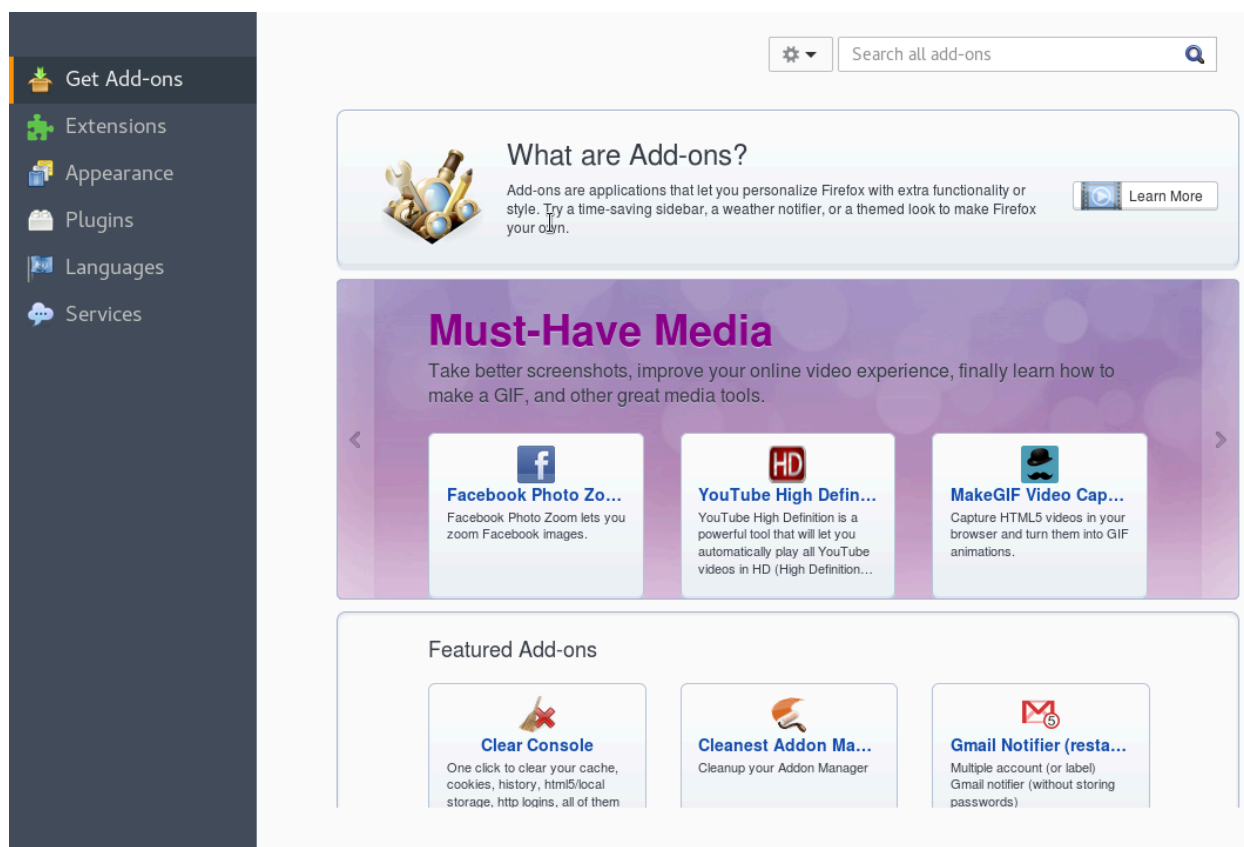 Get Add-ons
Extensions
Appearance
Plugins
Languages
Services
Search all add-ons
What are Add-ons?
Add-ons are applications that let you personalize Firefox with extra functionality or
style. Try a time-saving sidebar, a weather notifier, or a themed look to make Firefox
your own.
Learn More
Must-Have Media
Take better screenshots, improve your online video experience, finally learn how to
make a GIF, and other great media tools.
f
Facebook Photo Zo...
Facebook Photo Zoom lets you
zoom Facebook images.
HD
YouTube High Defin...
YouTube High Definition is a
powerful tool that will let you
automatically play all YouTube
videos in HD (High Definition...
MakeGIF Video Cap...
Capture HTML5 videos in your
browser and turn them into GIF
animations.
Featured Add-ons
Clear Console
One click to clear your cache,
cookies, history, html5/local
storage, http logins, all of them
Cleanest Addon Ma...
Cleanup your Addon Manager
5
Gmail Notifier (resta...
Multiple account (or label)
Gmail notifier (without storing
passwords)